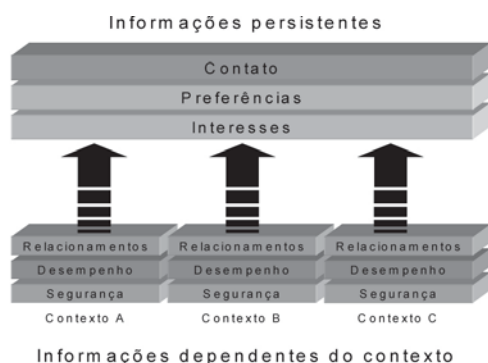 Informações persistentes
Contato
Preferências
Interesses
Relacionamentos Relacionamentos Relacionamentos
Desempenho Desempenho Desempenho
Segurança Segurança Segurança
Contexto A Contexto B Contexto C
Informações dependentes do contexto